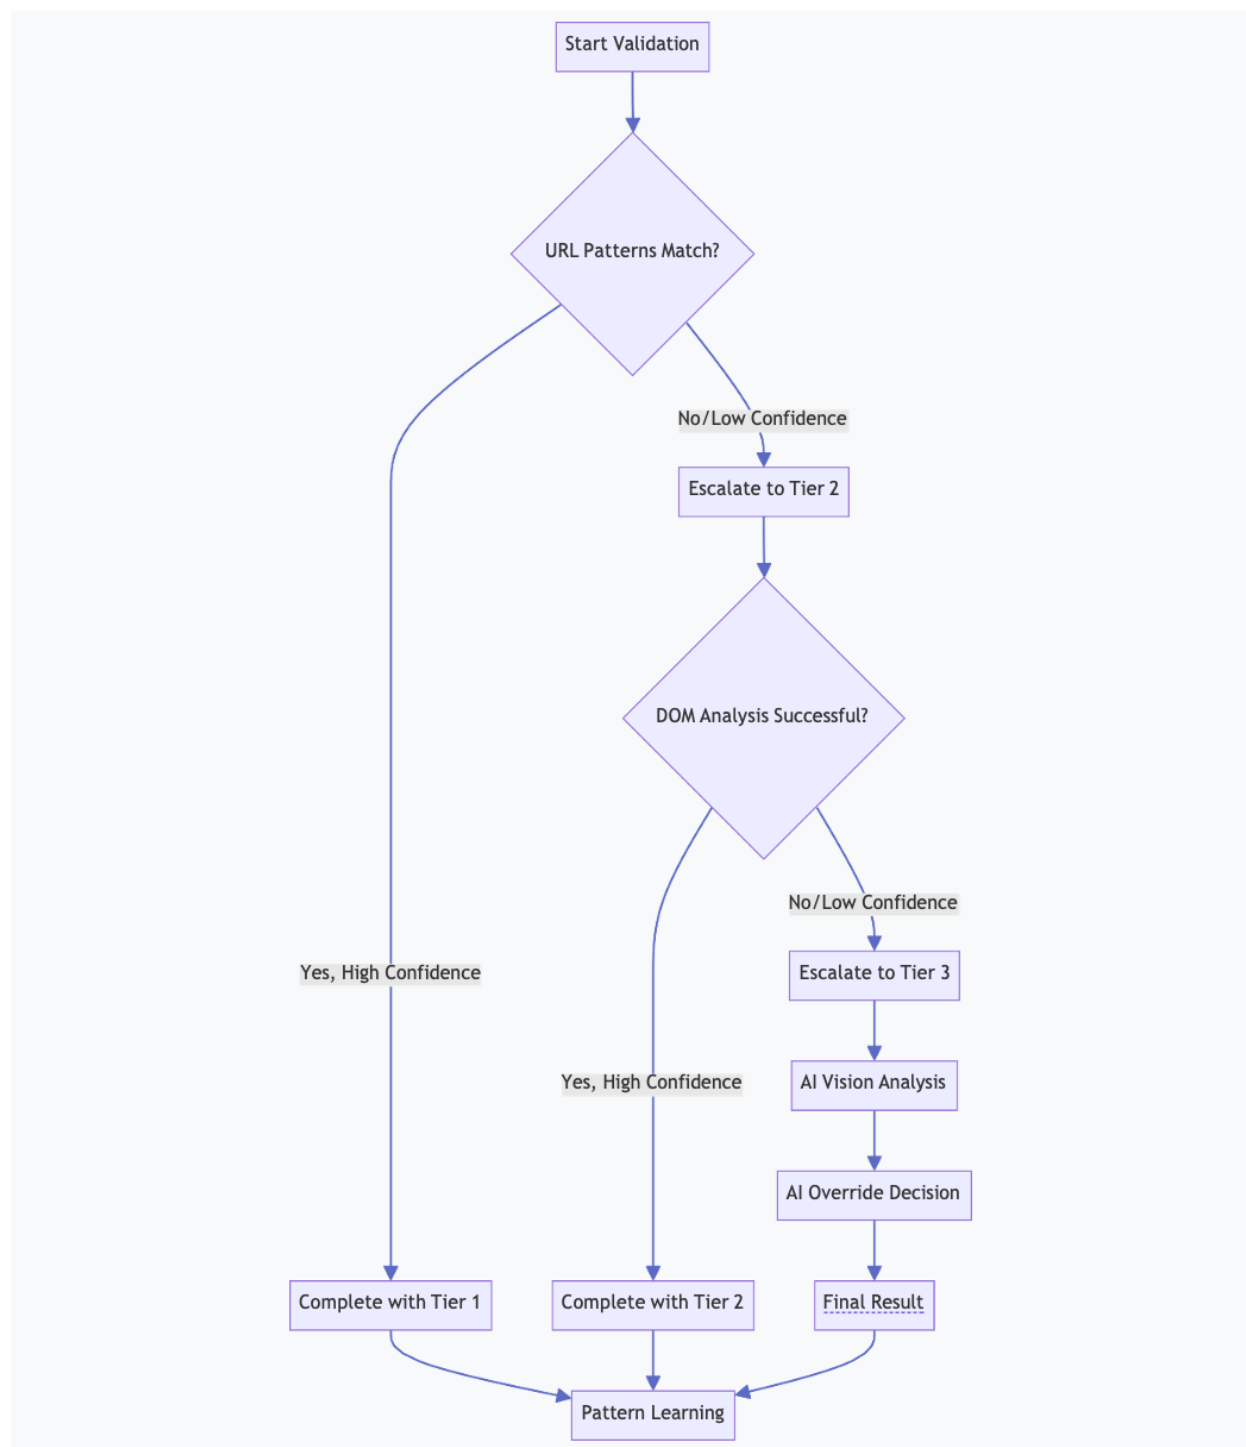 Start Validation
URL Patterns Match?
No/Low Confidence
Escalate to Tier 2
DOM Analysis Successful?
No/Low Confidence
Escalate to Tier 3
Yes, High Confidence
Yes, High Confidence
AI Vision Analysis
AI Override Decision
Complete with Tier 1
Complete with Tier 2
Final Result
Pattern Learning